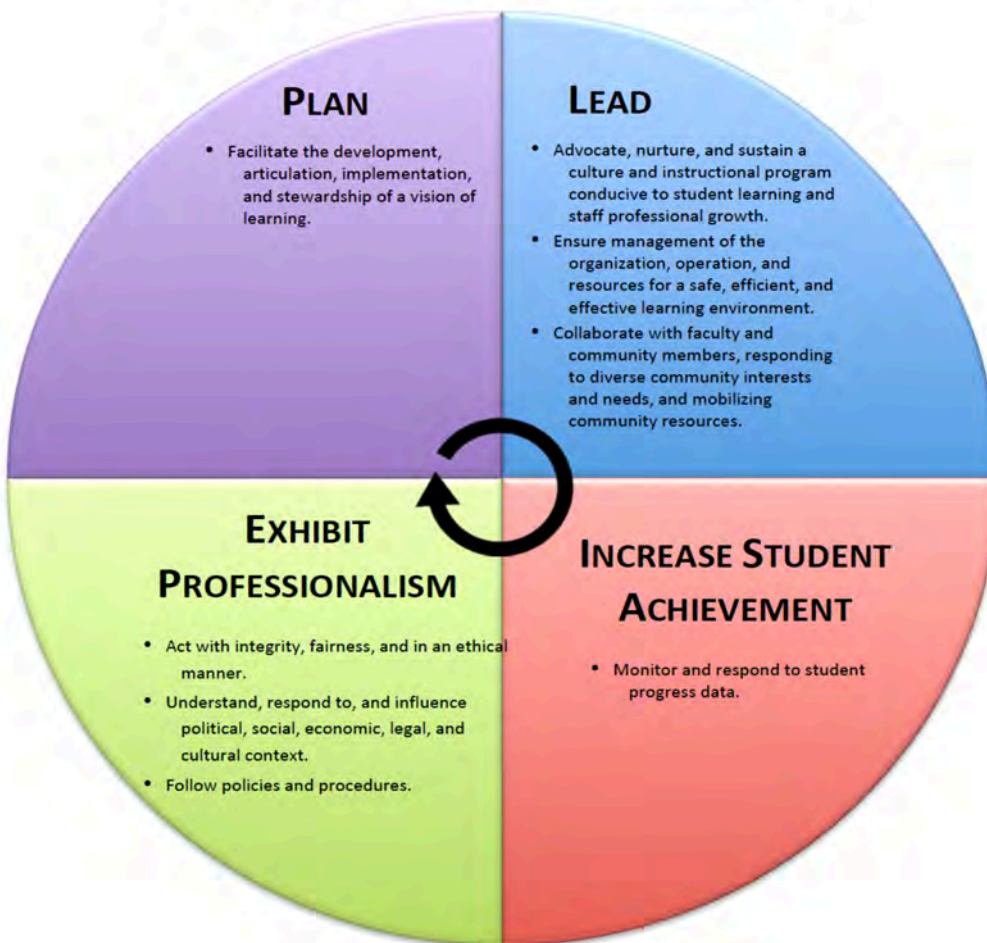 PLAN
• Facilitate the development,
articulation, implementation,
and stewardship of a vision of
learning.
LEAD
• Advocate, nurture, and sustain a
culture and instructional program
conducive to student learning and
staff professional growth.
• Ensure management of the
organization, operation, and
resources for a safe, efficient, and
effective learning environment.
• Collaborate with faculty and
community members, responding
to diverse community interests
and needs, and mobilizing
community resources.
EXHIBIT
PROFESSIONALISM
• Act with integrity, fairness, and in an ethical
manner.
• Understand, respond to, and influence
political, social, economic, legal, and
cultural context.
• Follow policies and procedures.
INCREASE STUDENT
ACHIEVEMENT
• Monitor and respond to student
progress data.